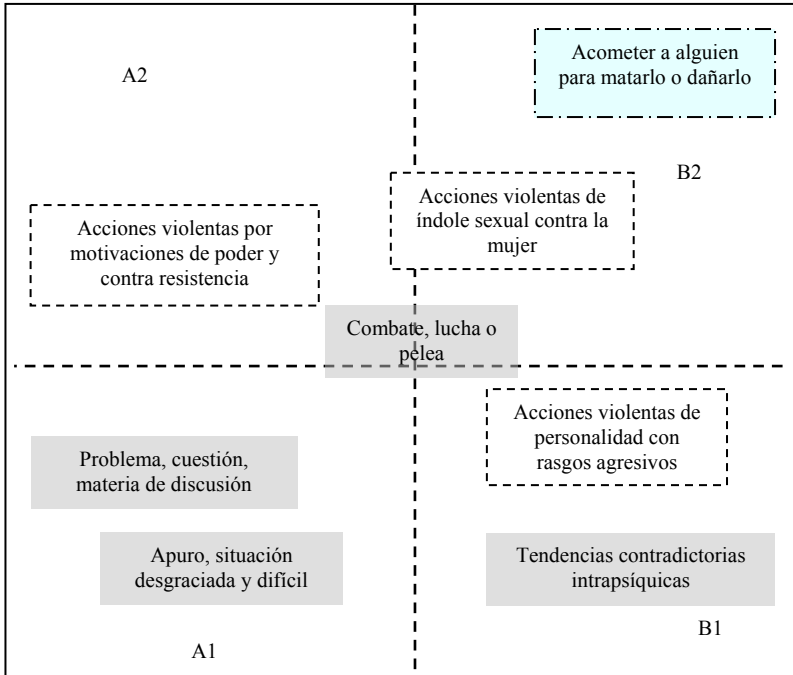 A2
Acometer a alguien
para matarlo o dañarlo
B2
Acciones violentas de
índole sexual contra la
mujer
Acciones violentas por
motivaciones de poder y
contra resistencia
Combate, lucha o
pelea
Acciones violentas de
personalidad con
rasgos agresivos
Problema, cuestión,
materia de discusión
Apuro, situación
desgraciada y difícil
Tendencias contradictorias
intrapsíquicas
B1
A1